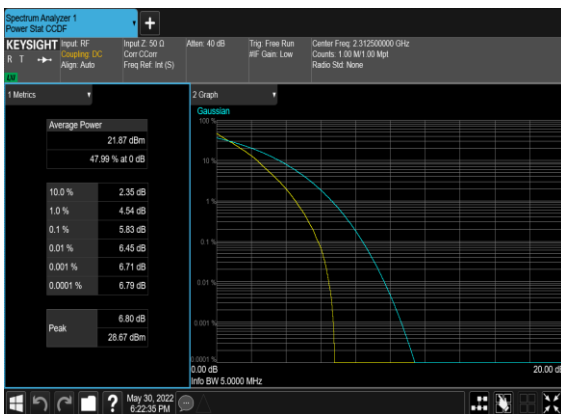 Spectrum Analyzer 1
Power Stat CCDF
+
KEYSIGHT
R T
Input: RF
Coupling: DC
Align: Auto
Input Z: 50 Ω
Corr CCorr
Freq Ref: Int (S)
Atten: 40 dB
Trig: Free Run
#IF Gain: Low
Center Freq: 2.312500000 GHz
Counts: 1.00 M/1.00 Mpt
Radio Std: None
1 Metrics
Average Power
21.87 dBm
47.99 % at 0 dB
10.0 % 2.35 dB
1.0 % 4.54 dB
0.1 % 5.83 dB
0.01 % 6.45 dB
0.001 % 6.71 dB
0.0001 % 6.79 dB
Peak
6.80 dB
28.67 dBm
2 Graph
Gaussian
100 %
10 %
1 %
0.1 %
0.01 %
0.001 %
0.0001 %
0.00 dB
20.00 dB
Info BW 5.0000 MHz
?
May 30, 2022
6:22:35 PM